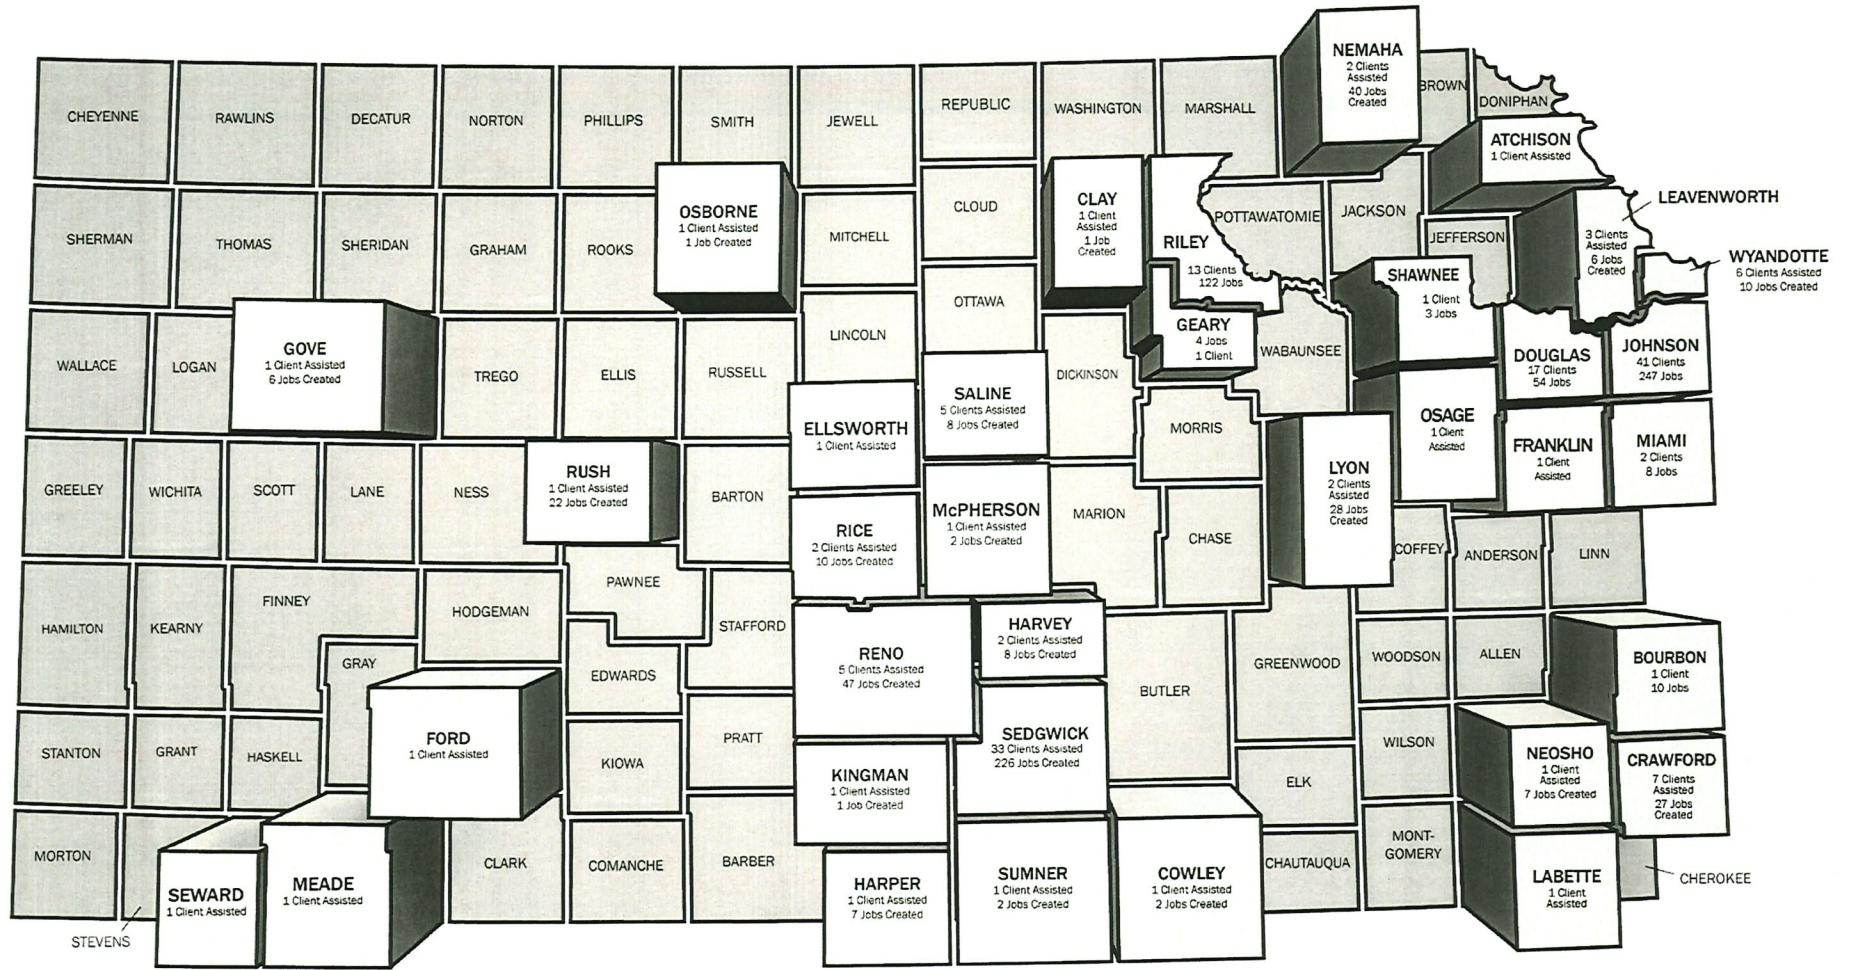 NEMAHA
2 Clients
Assisted
40 Jobs
Created
BROWN
DONIPHAN
CHEYENNE
RAWLINS
DECATUR
NORTON
PHILLIPS
SMITH
JEWELL
REPUBLIC
WASHINGTON
MARSHALL
ATCHISON
1 Client Assisted
LEAVENWORTH
3 Clients
Assisted
6 Jobs
Created
WYANDOTTE
6 Clients Assisted
10 Jobs Created
SHERMAN
THOMAS
SHERIDAN
GRAHAM
ROOKS
OSBORNE
1 Client Assisted
1 Job Created
MITCHELL
CLOUD
CLAY
1 Client
Assisted
1 Job
Created
RILEY
13 Clients
122 Jobs
POTTAWATOMIE
JACKSON
JEFFERSON
SHAWNEE
1 Client
3 Jobs
OTTAWA
GEARY
4 Jobs
1 Client
WALLACE
LOGAN
GOVE
1 Client Assisted
6 Jobs Created
TREGO
ELLIS
RUSSELL
LINCOLN
SALINE
5 Clients Assisted
8 Jobs Created
DICKINSON
WABAUNSEE
DOUGLAS
17 Clients
54 Jobs
JOHNSON
41 Clients
247 Jobs
ELLSWORTH
1 Client Assisted
MORRIS
OSAGE
1 Client
Assisted
FRANKLIN
1 Client
Assisted
MIAMI
2 Clients
8 Jobs
GREELEY
WICHITA
SCOTT
LANE
NESS
RUSH
1 Client Assisted
22 Jobs Created
BARTON
RICE
2 Clients Assisted
10 Jobs Created
McPHERSON
1 Client Assisted
2 Jobs Created
MARION
CHASE
LYON
2 Clients
Assisted
28 Jobs
Created
COFFEY
ANDERSON
LINN
HAMILTON
KEARNY
FINNEY
GRAY
HODGEMAN
PAWNEE
STAFFORD
EDWARDS
RENO
5 Clients Assisted
47 Jobs Created
HARVEY
2 Clients Assisted
8 Jobs Created
BUTLER
GREENWOOD
WOODSON
ALLEN
BOURBON
1 Client
10 Jobs
STANTON
GRANT
HASKELL
FORD
1 Client Assisted
KIOWA
PRATT
KINGMAN
1 Client Assisted
1 Job Created
SEDGWICK
33 Clients Assisted
226 Jobs Created
ELK
WILSON
NEOSHO
1 Client
Assisted
7 Jobs Created
CRAWFORD
7 Clients
Assisted
27 Jobs
Created
MORTON
STEVENS
SEWARD
1 Client Assisted
MEADE
1 Client Assisted
CLARK
COMANCHE
BARBER
HARPER
1 Client Assisted
7 Jobs Created
SUMNER
1 Client Assisted
2 Jobs Created
COWLEY
1 Client Assisted
2 Jobs Created
CHAUTAUQUA
MONT-
GOMERY
LABETTE
1 Client
Assisted
CHEROKEE